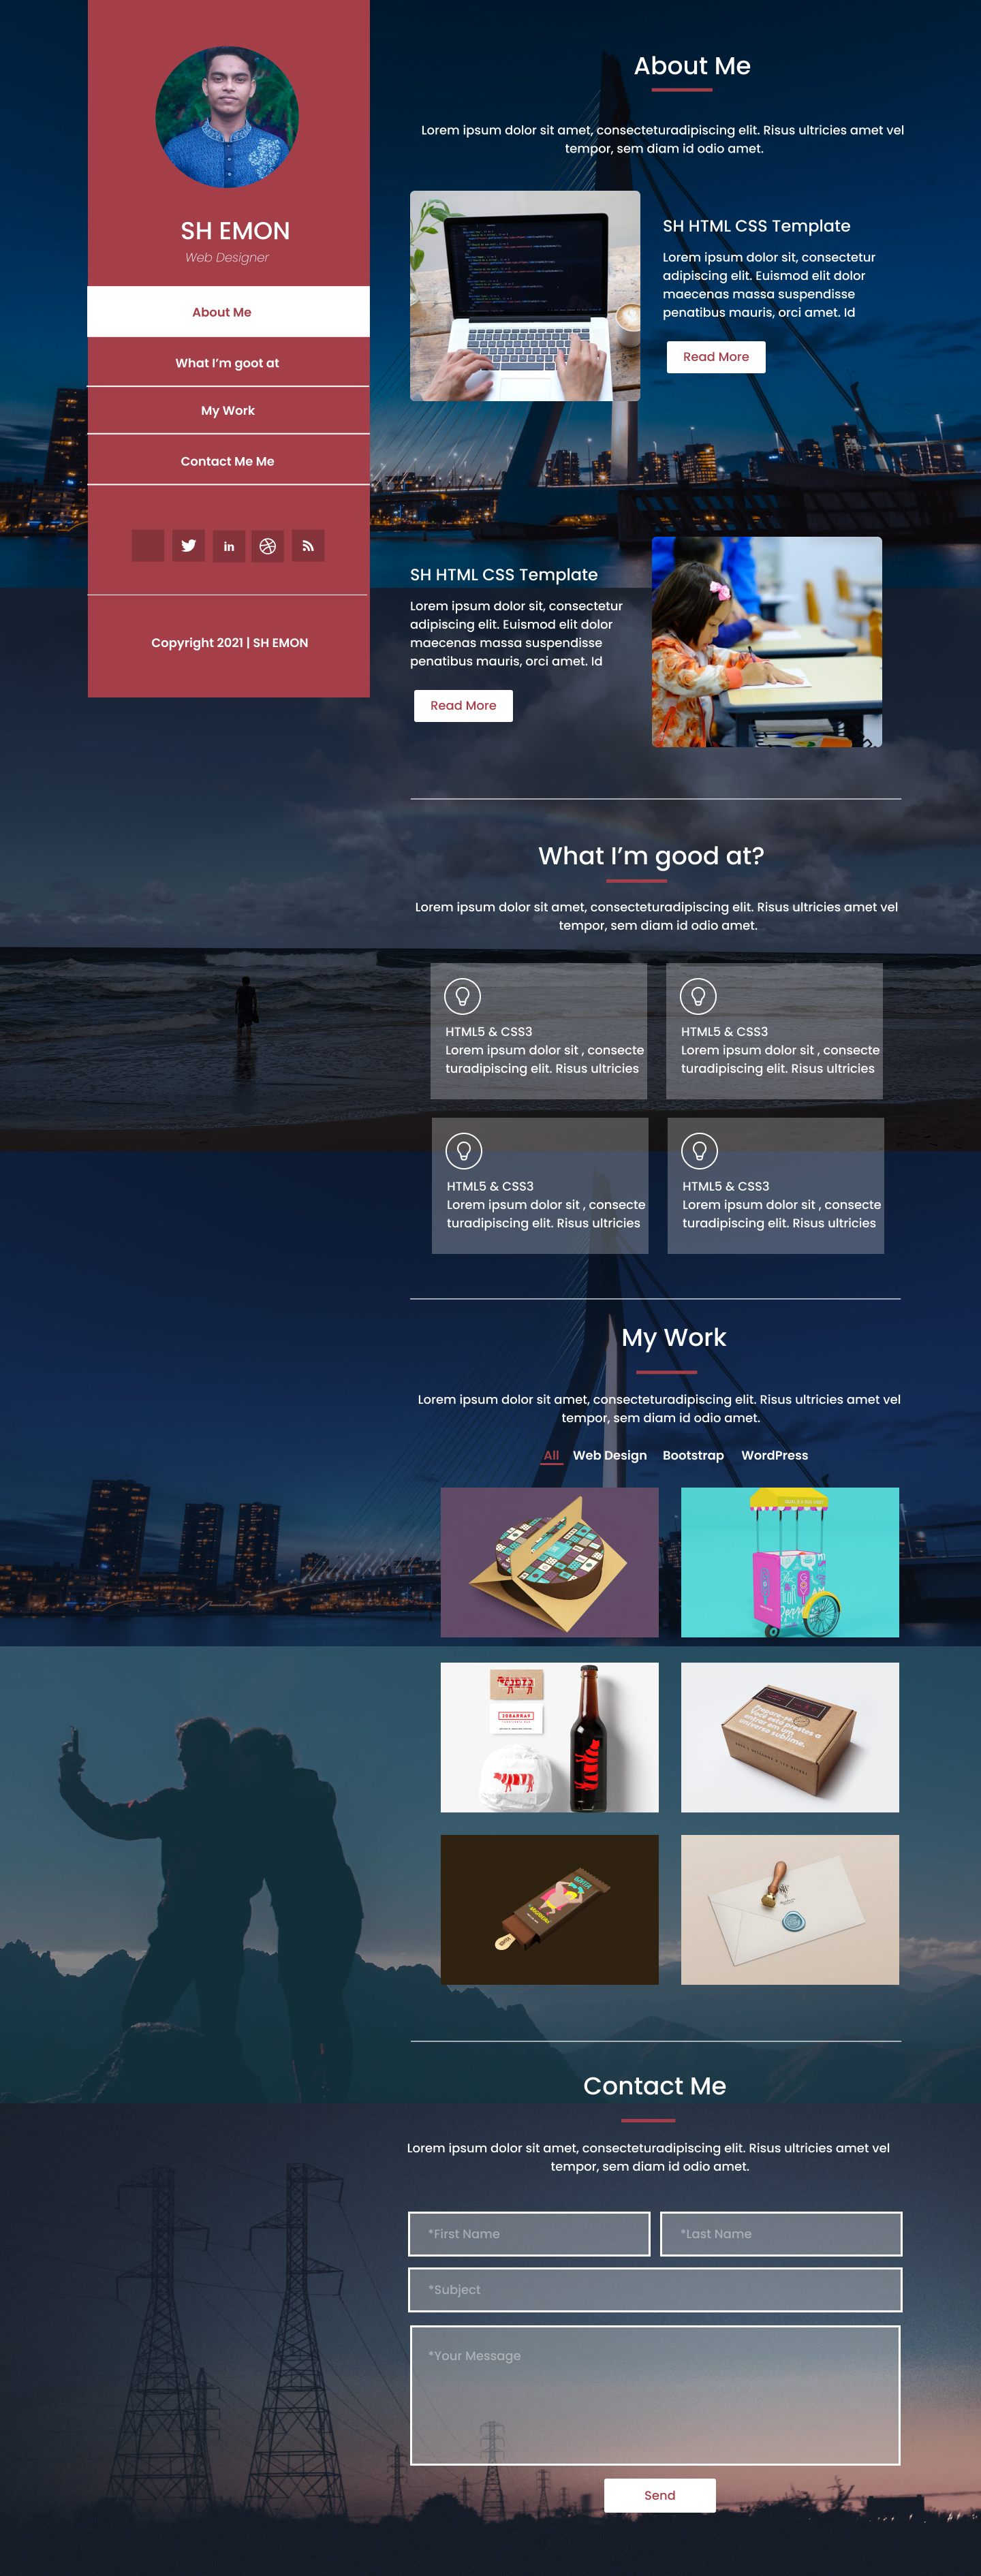 SH EMON
Web Designer
About Me
What I’m goot at
My Work
Contact Me Me
in
Copyright 2021 | SH EMON
About Me
Lorem ipsum dolor sit amet, consecteturadipiscing elit. Risus ultricies amet vel
tempor, sem diam id odio amet.
SH HTML CSS Template
Lorem ipsum dolor sit, consectetur
adipiscing elit. Euismod elit dolor
maecenas massa suspendisse
penatibus mauris, orci amet. Id
Read More
SH HTML CSS Template
Lorem ipsum dolor sit, consectetur
adipiscing elit. Euismod elit dolor
maecenas massa suspendisse
penatibus mauris, orci amet. Id
Read More
What I’m good at?
Lorem ipsum dolor sit amet, consecteturadipiscing elit. Risus ultricies amet vel
tempor, sem diam id odio amet.
HTML5 & CSS3
Lorem ipsum dolor sit , consecte
turadipiscing elit. Risus ultricies
HTML5 & CSS3
Lorem ipsum dolor sit , consecte
turadipiscing elit. Risus ultricies
HTML5 & CSS3
Lorem ipsum dolor sit , consecte
turadipiscing elit. Risus ultricies
HTML5 & CSS3
Lorem ipsum dolor sit , consecte
turadipiscing elit. Risus ultricies
My Work
Lorem ipsum dolor sit amet, consecteturadipiscing elit. Risus ultricies amet vel
tempor, sem diam id odio amet.
All Web Design Bootstrap WordPress
Prepare-se.
Você está prestes a
entrar em um
universo sublime.
Contact Me
Lorem ipsum dolor sit amet, consecteturadipiscing elit. Risus ultricies amet vel
tempor, sem diam id odio amet.
*First Name
*Last Name
*Subject
*Your Message
Send